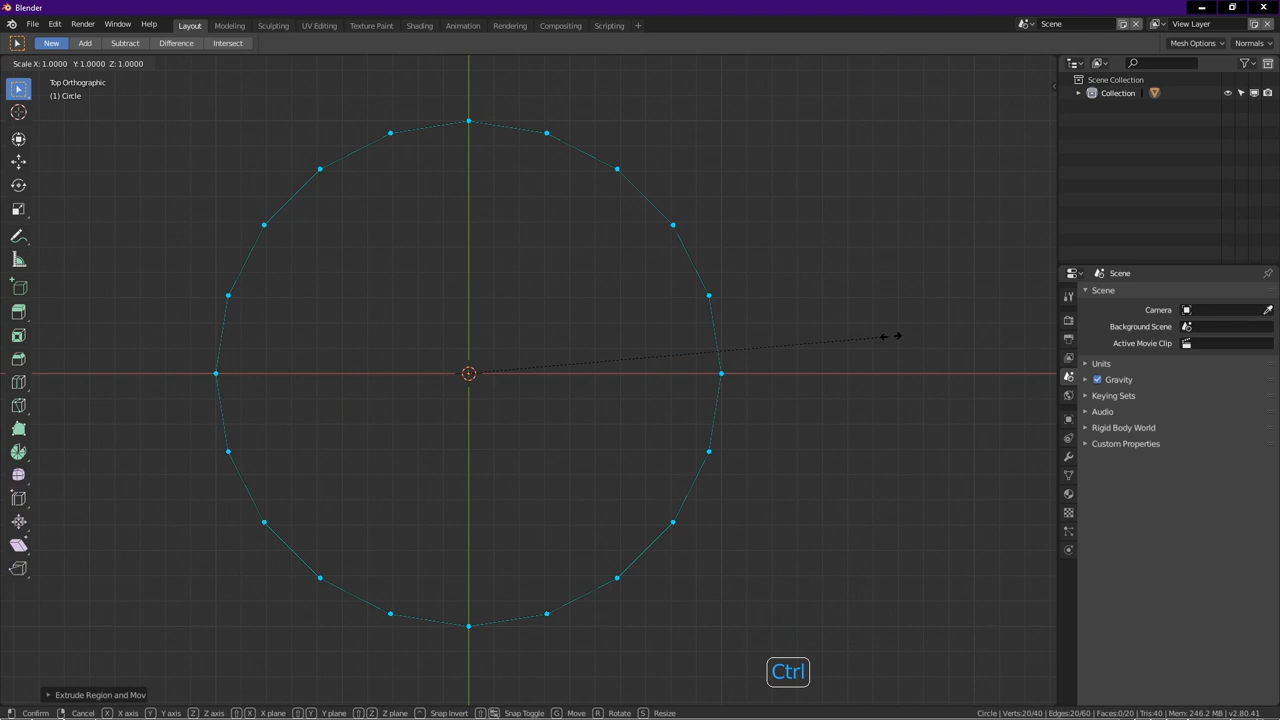 Blender
File Edit Render Window Help Layout Modeling Sculpting UV Editing Texture Paint Shading Animation Rendering Compositing Scripting + Scene View Layer
New Add Subtract Difference Intersect Mesh Options Normals
Scale X: 1.0000 Y: 1.0000 Z: 1.0000
Top Orthographic
(1) Circle
Scene Collection
Collection
Scene
Scene
Camera
Background Scene
Active Movie Clip
Units
Gravity
Keying Sets
Audio
Rigid Body World
Custom Properties
Ctrl
Extrude Region and Mov
Confirm Cancel X X axis Y Y axis Z Z axis X X plane Y Y plane Z Z plane Snap Invert Snap Toggle G Move R Rotate S Resize Circle | Verts:20/40 | Edges:20/60 | Faces:0/20 | Tris:40 | Mem: 246.2 MB | v2.80.41